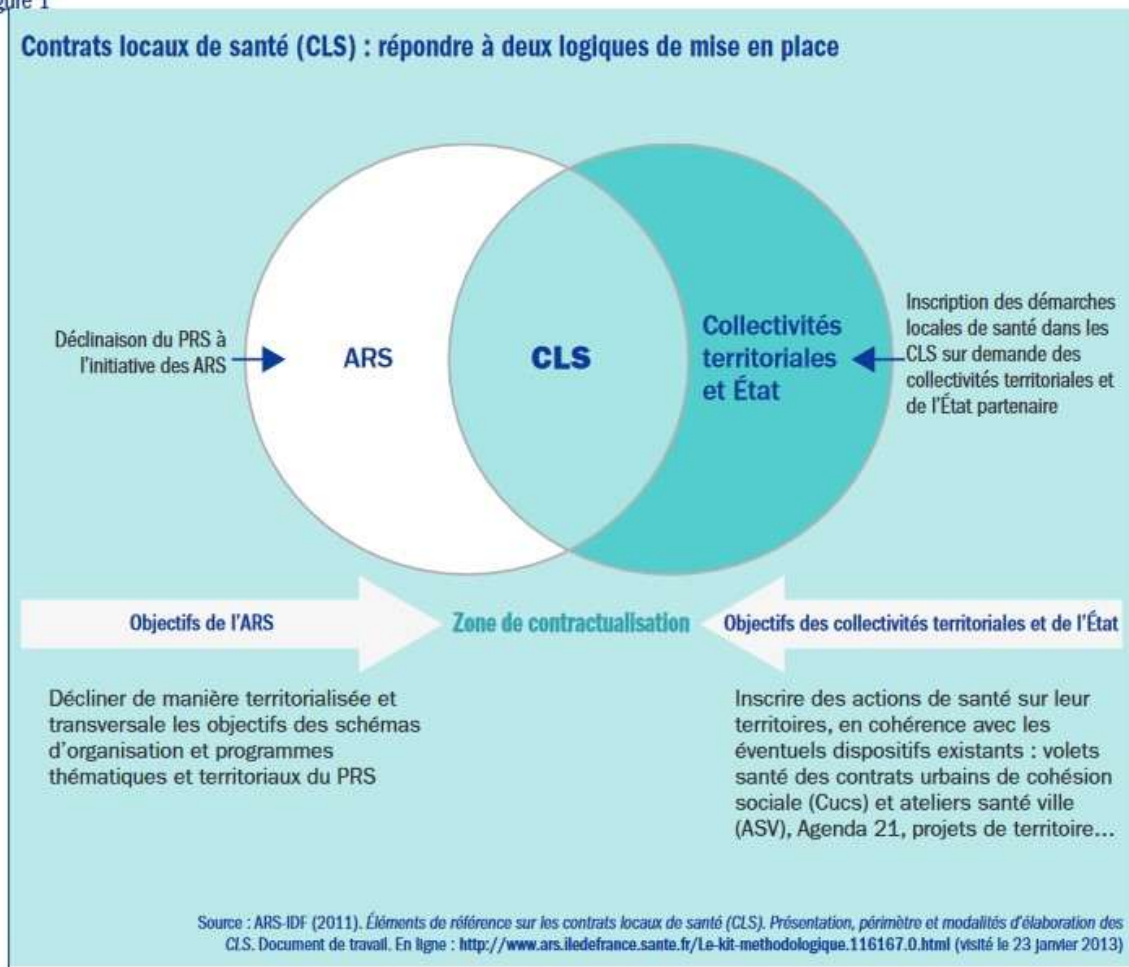 gure 1
Contrats locaux de santé (CLS) : répondre à deux logiques de mise en place
Déclinaison du PRS à
l'initiative des ARS
ARS
CLS
Collectivités
territoriales
et État
Inscription des démarches
locales de santé dans les
CLS sur demande des
collectivités territoriales et
de l'État partenaire
Objectifs de l'ARS
Zone de contractualisation
Objectifs des collectivités territoriales et de l'État
Décliner de manière territorialisée et
transversale les objectifs des schémas
d'organisation et programmes
thématiques et territoriaux du PRS
Inscrire des actions de santé sur leur
territoires, en cohérence avec les
éventuels dispositifs existants : volets
santé des contrats urbains de cohésion
sociale (Cucs) et ateliers santé ville
(ASV), Agenda 21, projets de territoire...
Source : ARS-IDF (2011). Éléments de référence sur les contrats locaux de santé (CLS). Présentation, périmètre et modalités d'élaboration des
CLS. Document de travail. En ligne : http://www.ars.iledefrance.sante.fr/Le-kit-methodologique.116167.0.html (visité le 23 janvier 2013)